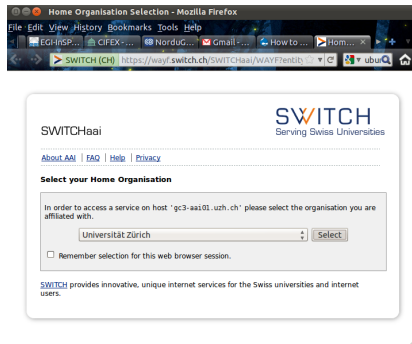 Home Organisation Selection - Mozilla Firefox
File Edit View History Bookmarks Tools Help
EGI-InSP... CIFEX -... NorduG... Gmail -... How to ... Hom...
SWITCH (CH) https://wayf.switch.ch/SWITCHaai/WAYF?entity ubu
SWITCHaai
SWITCH
Serving Swiss Universities
About AAI | FAQ | Help | Privacy
Select your Home Organisation
In order to access a service on host 'gc3-aai01.uzh.ch' please select the organisation you are
affiliated with.
Universität Zürich Select
Remember selection for this web browser session.
SWITCH provides innovative, unique internet services for the Swiss universities and internet
users.